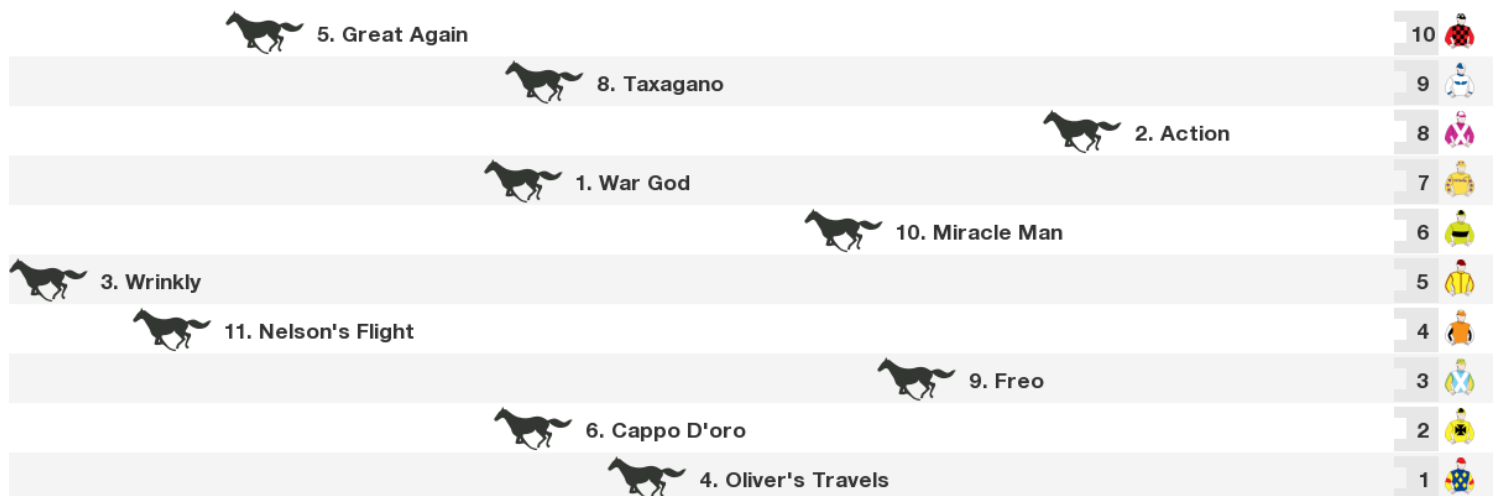 5. Great Again 10
8. Taxagano 9
2. Action 8
1. War God 7
10. Miracle Man 6
3. Wrinkly 5
11. Nelson's Flight 4
9. Freo 3
6. Cappo D'oro 2
4. Oliver's Travels 1